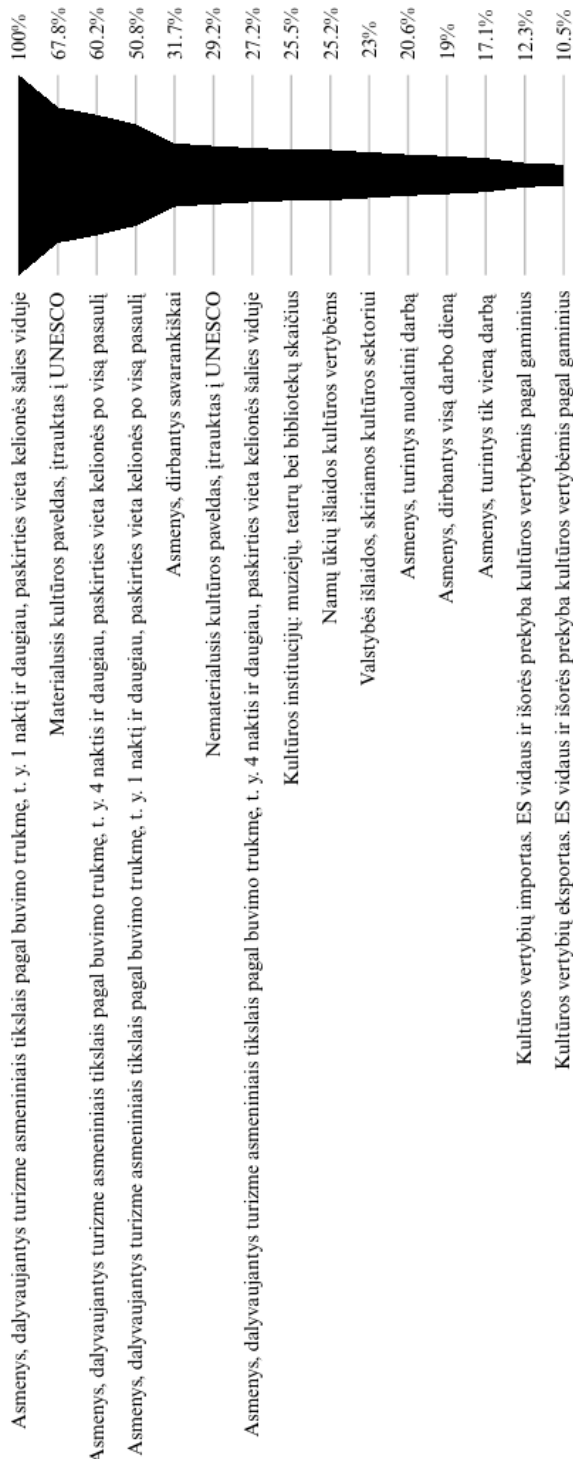 Asmenys, dalyvaujantys turizme asmeniniais tikslais pagal buvimo trukmę, t. y. 1 naktį ir daugiau, paskirties vieta kelionės šalies viduje 100%
Materialusis kultūros paveldas, įtrauktas į UNESCO 67.8%
Asmenys, dalyvaujantys turizme asmeniniais tikslais pagal buvimo trukmę, t. y. 4 naktis ir daugiau, paskirties vieta kelionės po visą pasaulį 60.2%
Asmenys, dalyvaujantys turizme asmeniniais tikslais pagal buvimo trukmę, t. y. 1 naktį ir daugiau, paskirties vieta kelionės po visą pasaulį 50.8%
Asmenys, dirbantys savarankiškai 31.7%
Nematerialusis kultūros paveldas, įtrauktas į UNESCO 29.2%
Asmenys, dalyvaujantys turizme asmeniniais tikslais pagal buvimo trukmę, t. y. 4 naktis ir daugiau, paskirties vieta kelionės šalies viduje 27.2%
Kultūros institucijų: muziejų, teatrų bei bibliotekų skaičius 25.5%
Namų ūkių išlaidos kultūros vertybėms 25.2%
Valstybės išlaidos, skiriamos kultūros sektoriui 23%
Asmenys, turintys nuolatinį darbą 20.6%
Asmenys, dirbantys visą darbo dieną 19%
Asmenys, turintys tik vieną darbą 17.1%
Kultūros vertybių importas. ES vidaus ir išorės prekyba kultūros vertybėmis pagal gaminius 12.3%
Kultūros vertybių eksportas. ES vidaus ir išorės prekyba kultūros vertybėmis pagal gaminius 10.5%